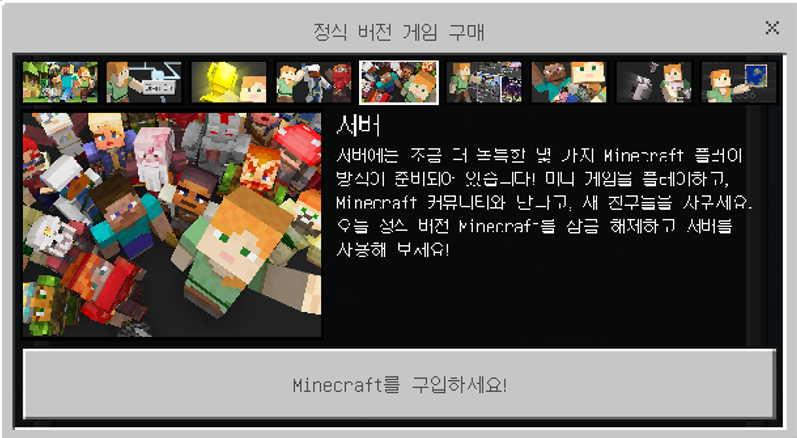 정식 버전 게임 구매
서버
서버에는 조금 더 독특한 몇 가지 Minecraft 플레이
방식이 준비되어 있습니다! 미니 게임을 플레이하고,
Minecraft 커뮤니티와 만나고, 새 친구들을 사귀세요.
오늘 정식 버전 Minecraft를 잠금 해제하고 서버를
사용해 보세요!
Minecraft를 구입하세요!